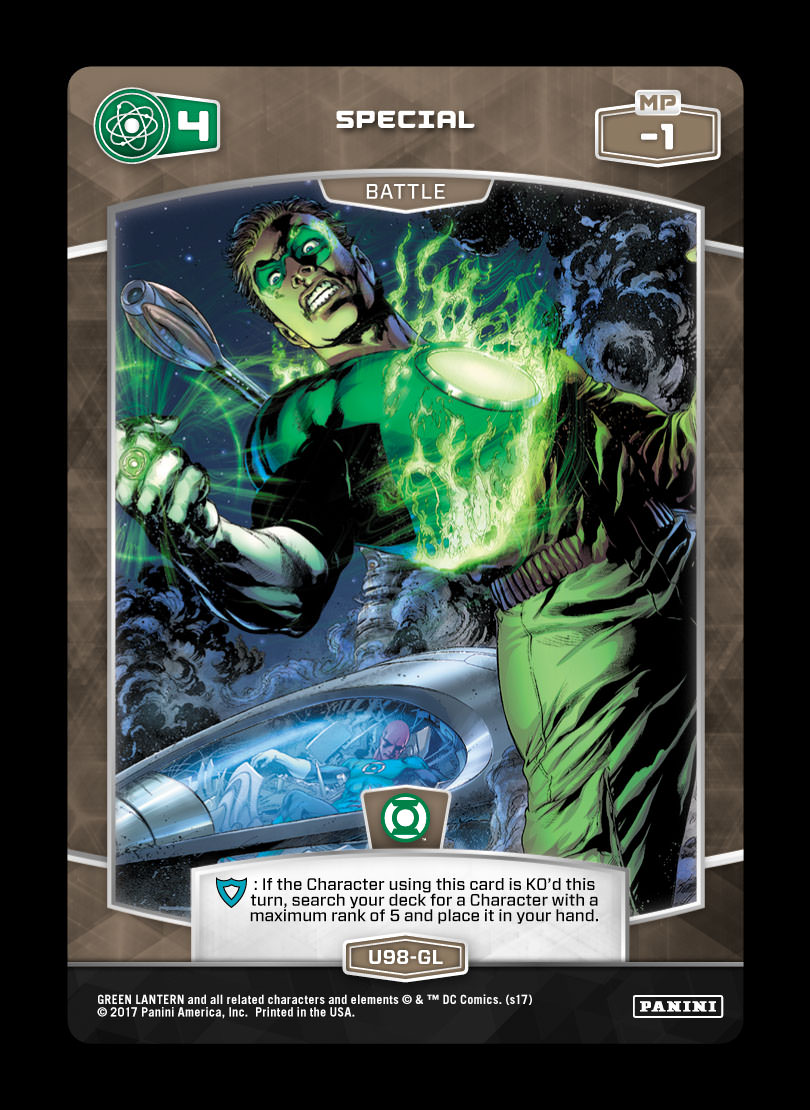 4
SPECIAL
MP
-1
BATTLE
: If the Character using this card is KO'd this
turn, search your deck for a Character with a
maximum rank of 5 and place it in your hand.
U98-GL
GREEN LANTERN and all related characters and elements © & ™ DC Comics. (s17)
© 2017 Panini America, Inc. Printed in the USA.
PANINI